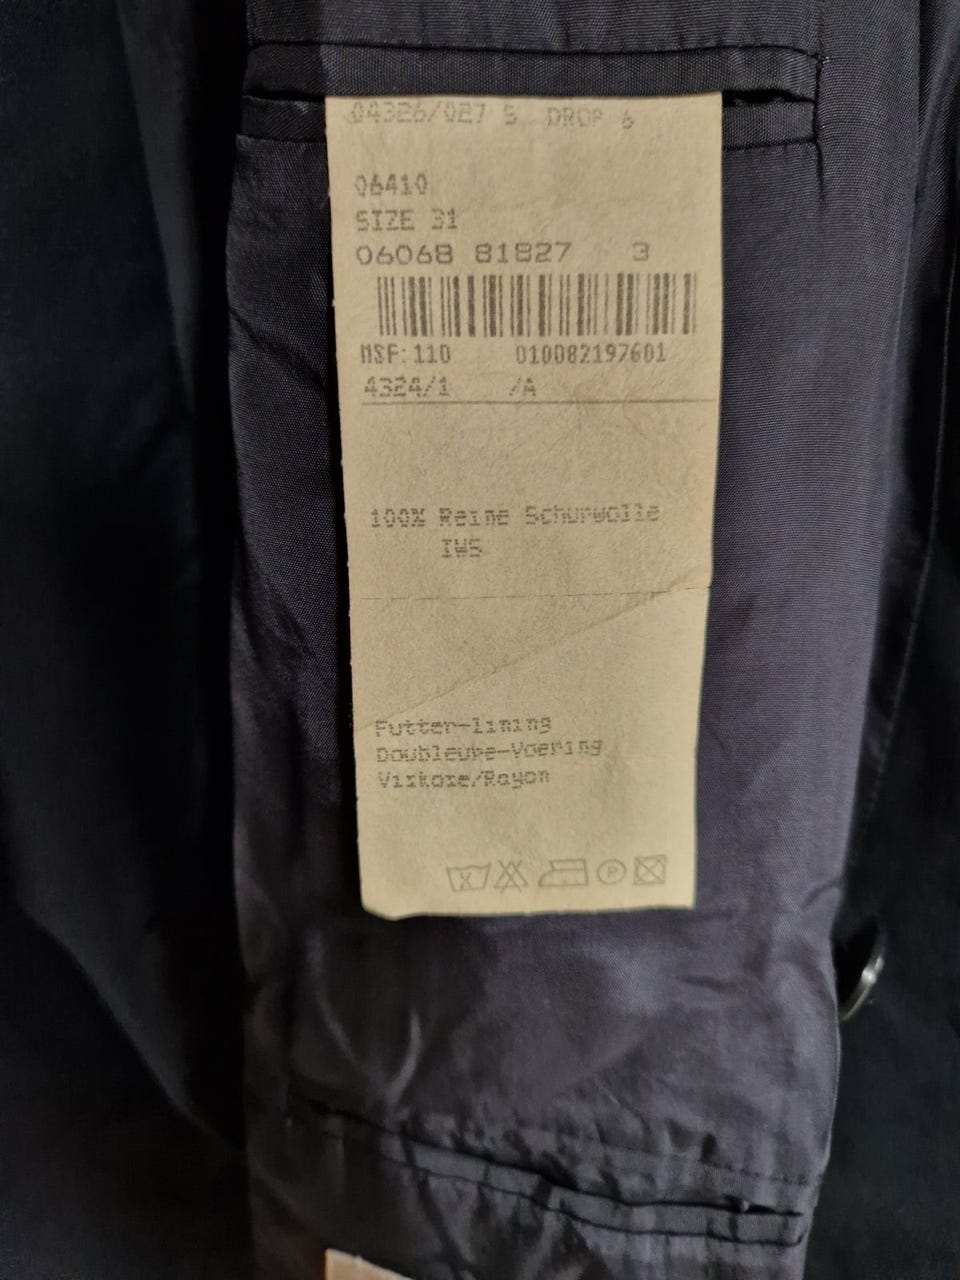 04326/027 5 DROP 6
06410
SIZE 31
06068 81827 3
MSF: 110 010082197601
4324/1 /A
100% Reine Schurwolle
IWS
Futter-lining
Doubleure-Voering
Viskose/Rayon
P